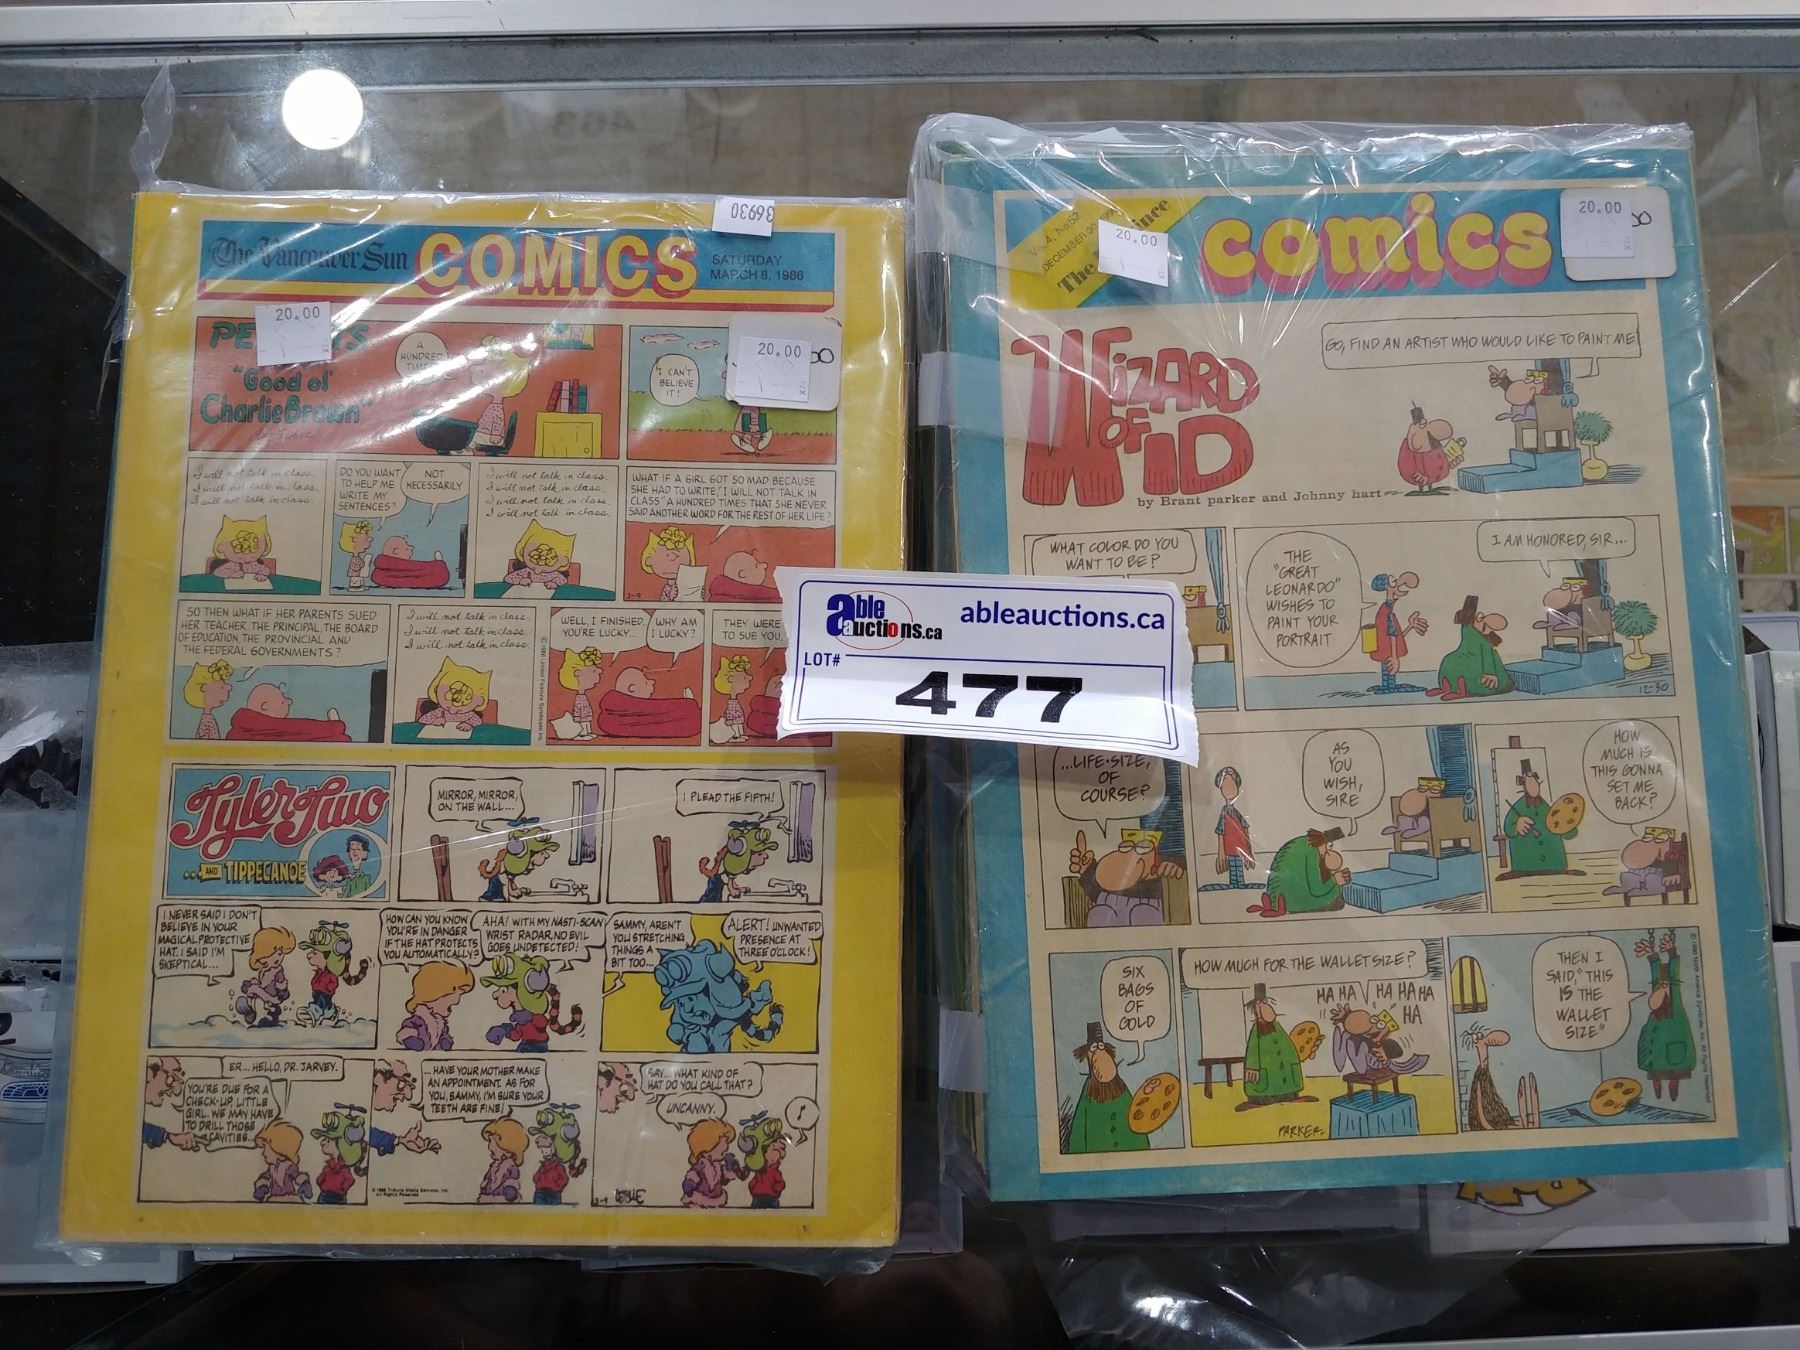 36930
The Vancouver Sun COMICS
SATURDAY
MARCH 8, 1986
20.00
20.00
"Good ol'
Charlie Brown"
A
HUNDRED
I CAN'T
BELIEVE
IT!
I will not talk in class.
I will not talk in class.
I will not talk in class.
DO YOU WANT
TO HELP ME
WRITE MY
SENTENCES?
NOT
NECESSARILY
I will not talk in class.
I will not talk in class.
I will not talk in class.
I will not talk in class.
WHAT IF A GIRL GOT SO MAD BECAUSE
SHE HAD TO WRITE, "I WILL NOT TALK IN
CLASS" A HUNDRED TIMES THAT SHE NEVER
SAID ANOTHER WORD FOR THE REST OF HER LIFE?
SO THEN WHAT IF HER PARENTS SUED
HER TEACHER, THE PRINCIPAL, THE BOARD
OF EDUCATION, THE PROVINCIAL AND
THE FEDERAL GOVERNMENTS?
I will not talk in class.
I will not talk in class.
I will not talk in class.
WELL, I FINISHED..
YOU'RE LUCKY...
WHY AM
I LUCKY?
THEY WERE
TO SUE YOU,
Tyler Two
...AND TIPPECANOE
MIRROR, MIRROR,
ON THE WALL...
I PLEAD THE FIFTH!
I NEVER SAID I DON'T
BELIEVE IN YOUR
MAGICAL PROTECTIVE
HAT. I SAID I'M
SKEPTICAL...
HOW CAN YOU KNOW
YOU'RE IN DANGER
IF THE HAT PROTECTS
YOU AUTOMATICALLY?
AHA! WITH MY NASTI-SCAN
WRIST RADAR, NO EVIL
GOES UNDETECTED!
SAMMY, AREN'T
YOU STRETCHING
THINGS A
BIT TOO...
ALERT! UNWANTED
PRESENCE AT
THREE O'CLOCK!
ER... HELLO, DR. JARVEY.
YOU'RE DUE FOR A
CHECK-UP, LITTLE
GIRL. WE MAY HAVE
TO DRILL THOSE
CAVITIES...
...HAVE YOUR MOTHER MAKE
AN APPOINTMENT. AS FOR
YOU, SAMMY, I'M SURE YOUR
TEETH ARE FINE!
SAY... WHAT KIND OF
HAT DO YOU CALL THAT?
UNCANNY.
!
able
auctions.ca
ableauctions.ca
LOT#
477
Vol. 4, No. 52
DECEMBER 30
The
ince
20.00
comics
20.00
WIZARD
OF ID
by Brant parker and Johnny hart
GO, FIND AN ARTIST WHO WOULD LIKE TO PAINT ME
WHAT COLOR DO YOU
WANT TO BE?
THE
"GREAT
LEONARDO"
WISHES TO
PAINT YOUR
PORTRAIT
I AM HONORED, SIR...
12-30
...LIFE-SIZE,
OF
COURSE?
AS
YOU
WISH,
SIRE
HOW
MUCH IS
THIS GONNA
SET ME
BACK?
SIX
BAGS
OF
GOLD
HOW MUCH FOR THE WALLET SIZE?
HA HA HA HA HA
HA
PARKER.
THEN I
SAID, "THIS
IS THE
WALLET
SIZE"